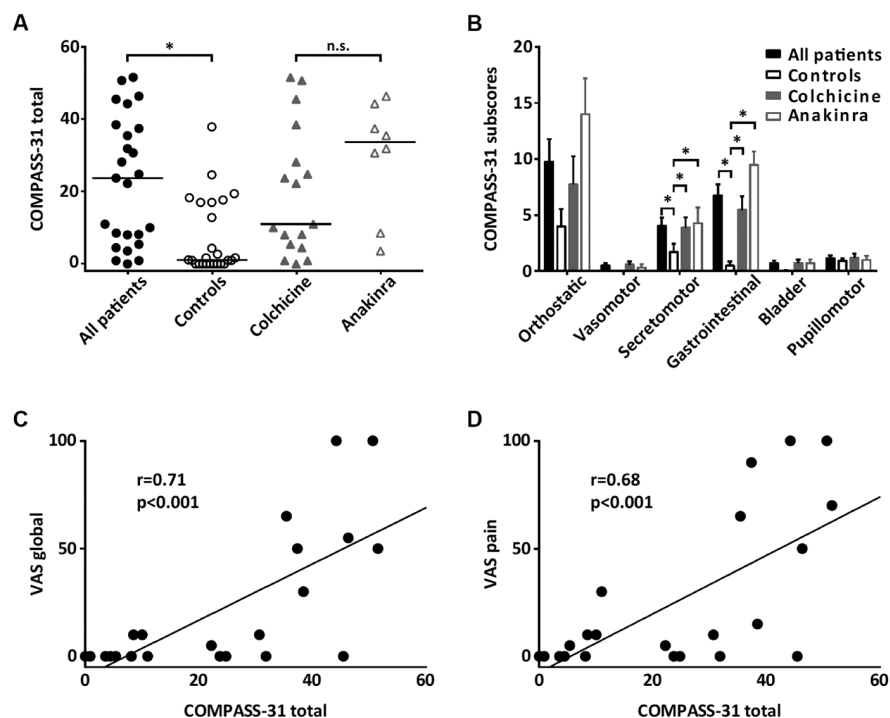 A
COMPASS-31 total
60
40
20
0
*
n.s.
All patients
Controls
Colchicine
Anakinra
B
COMPASS-31 subscores
20
15
10
5
0
All patients
Controls
Colchicine
Anakinra
* * * * * *
Orthostatic
Vasomotor
Secretomotor
Gastrointestinal
Bladder
Pupillomotor
C
VAS global
100
50
0
r=0.71
p<0.001
0 20 40 60
COMPASS-31 total
D
VAS pain
100
50
0
r=0.68
p<0.001
0 20 40 60
COMPASS-31 total